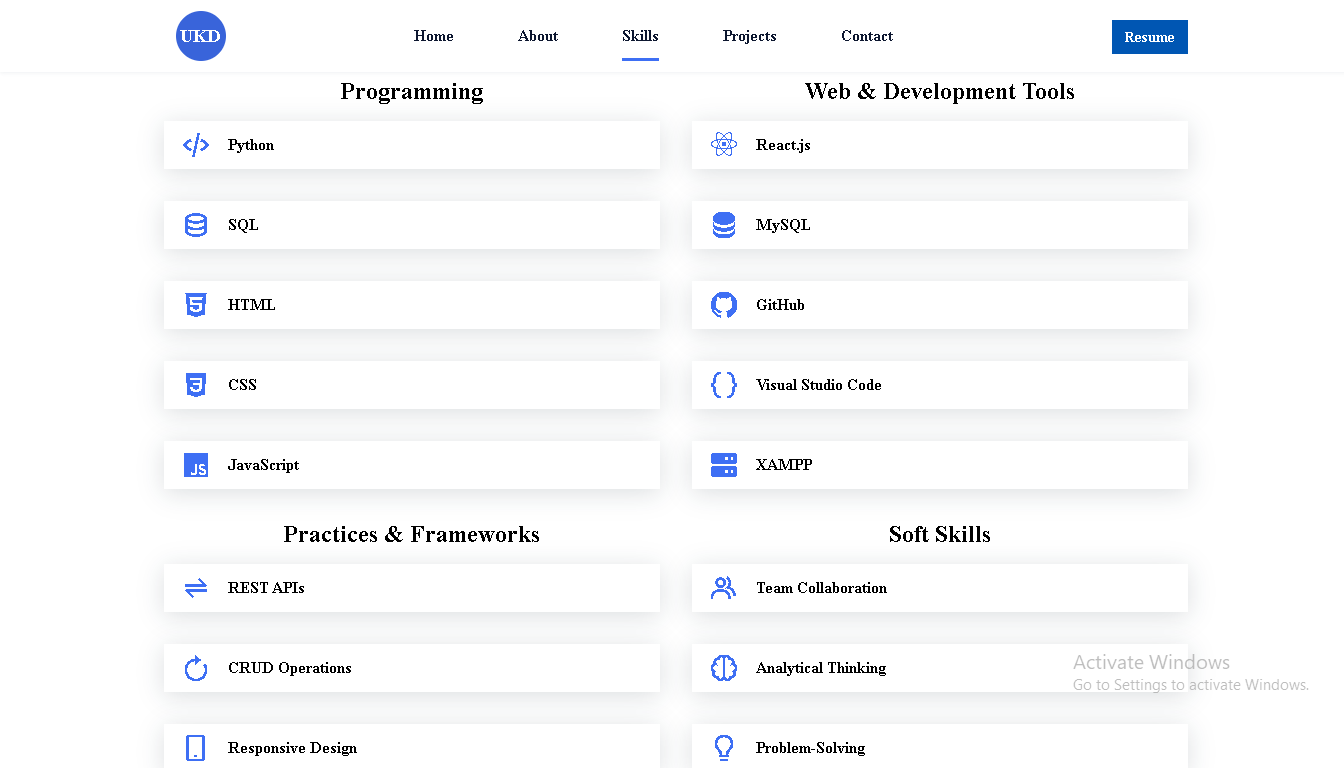 UKD
Home About Skills Projects Contact Resume
Programming
Python
SQL
HTML
CSS
JavaScript
Web & Development Tools
React.js
MySQL
GitHub
Visual Studio Code
XAMPP
Practices & Frameworks
REST APIs
CRUD Operations
Responsive Design
Soft Skills
Team Collaboration
Analytical Thinking
Problem-Solving
Activate Windows
Go to Settings to activate Windows.